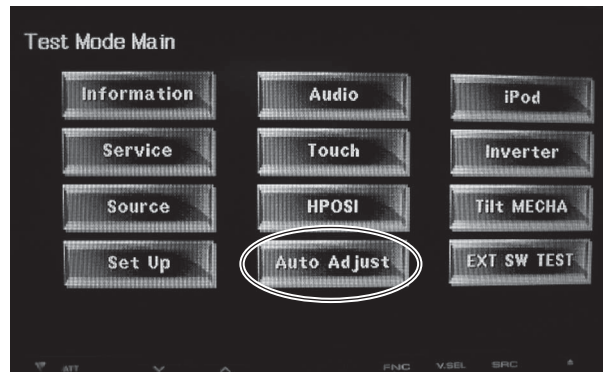 Test Mode Main
Information Audio iPod
Service Touch Inverter
Source HPOSI Tilt MECHA
Set Up Auto Adjust EXT SW TEST
ATT FNC V.SEL SRC